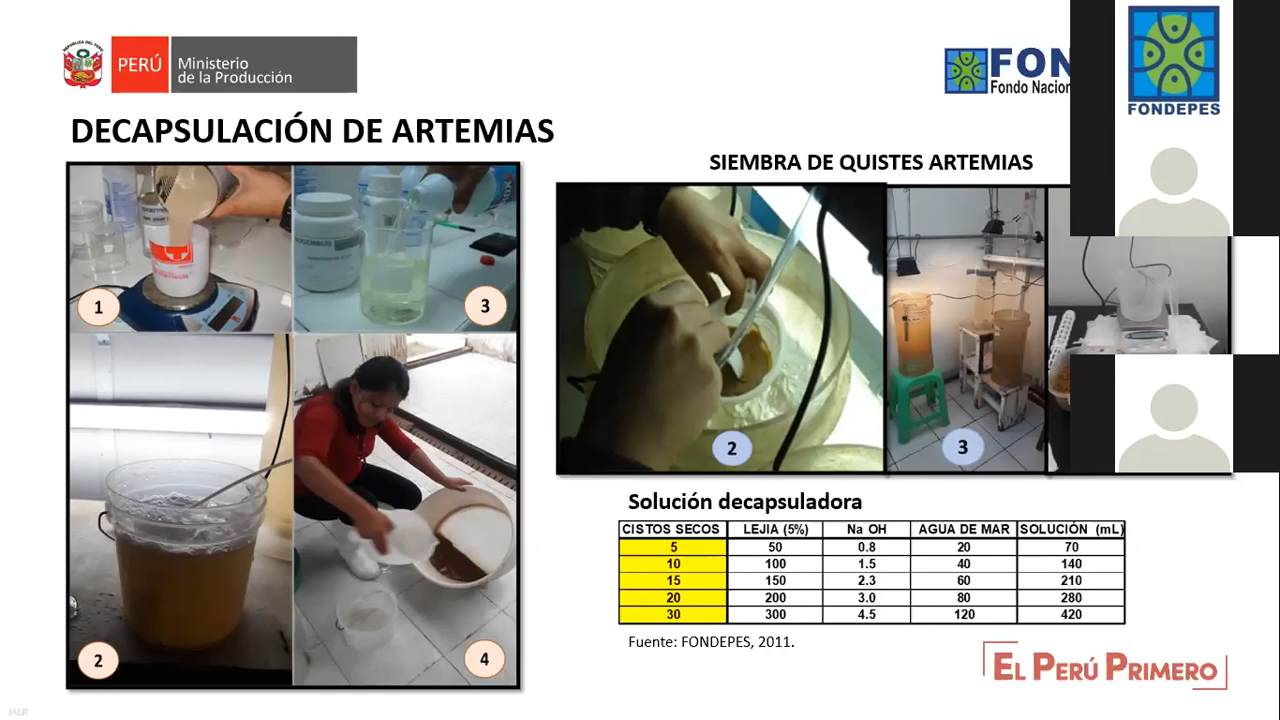 PERÚ
Ministerio
de la Producción
FON
Fondo Nacion
FONDEPES
DECAPSULACIÓN DE ARTEMIAS
SIEMBRA DE QUISTES ARTEMIAS
1
3
2
4
2
3
Solución decapsuladora
CISTOS SECOS LEJIA (5%) Na OH AGUA DE MAR SOLUCIÓN (mL)
5 50 0.8 20 70
10 100 1.5 40 140
15 150 2.3 60 210
20 200 3.0 80 280
30 300 4.5 120 420
Fuente: FONDEPES, 2011.
EL PERÚ PRIMERO
JALR